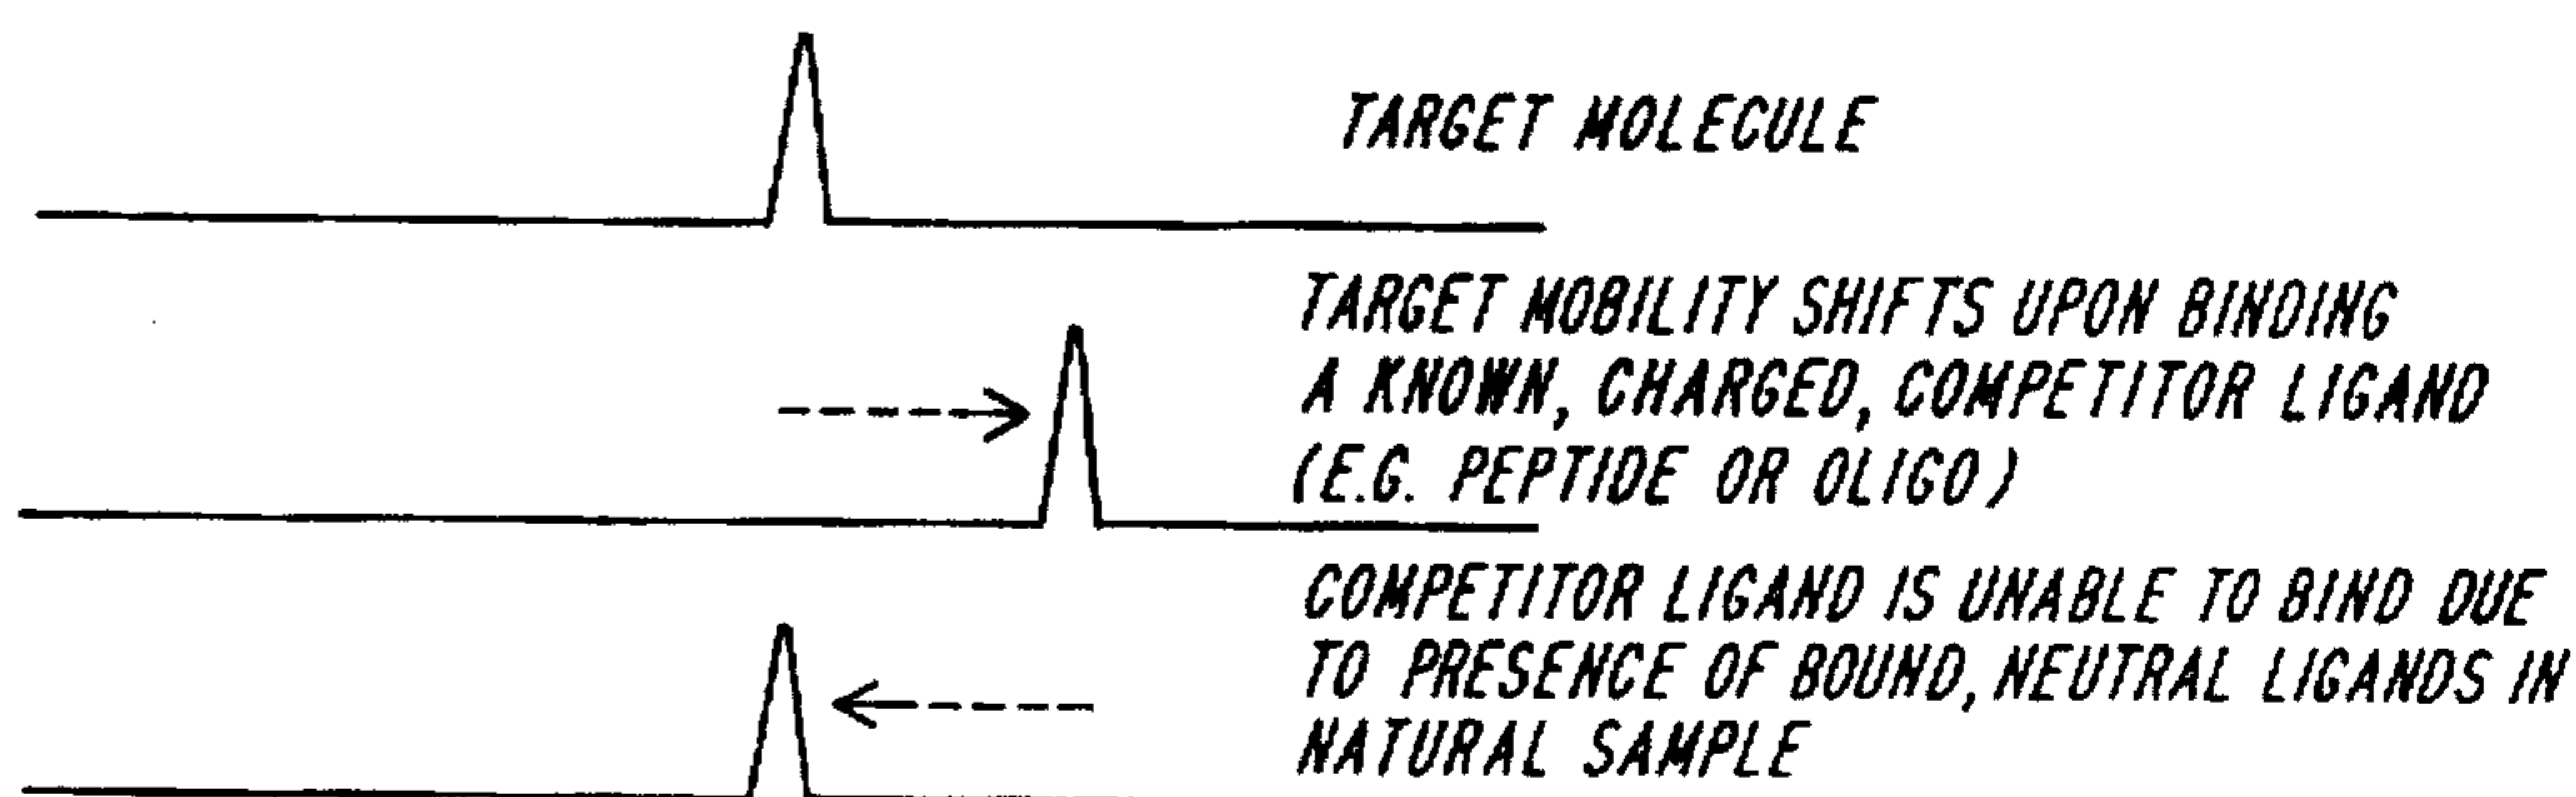 TARGET MOLECULE
TARGET MOBILITY SHIFTS UPON BINDING
A KNOWN, CHARGED, COMPETITOR LIGAND
(E.G. PEPTIDE OR OLIGO)
COMPETITOR LIGAND IS UNABLE TO BIND DUE
TO PRESENCE OF BOUND, NEUTRAL LIGANDS IN
NATURAL SAMPLE